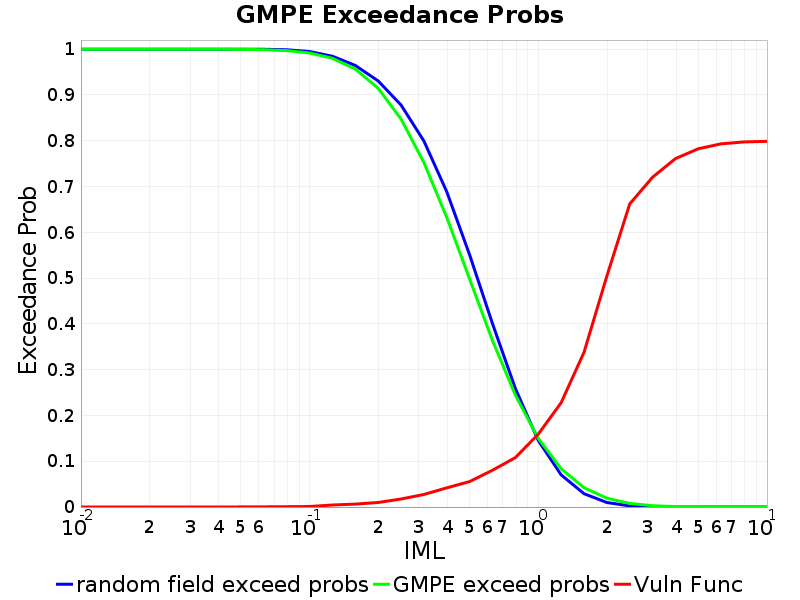 GMPE Exceedance Probs
1
0.9
0.8
0.7
0.6
0.5
0.4
0.3
0.2
0.1
0
Exceedance Prob
10^-2 2 3 4 5 6 10^-1 2 3 4 5 6 7 10^0 2 3 4 5 6 7 10^1
IML
random field exceed probs GMPE exceed probs Vuln Func